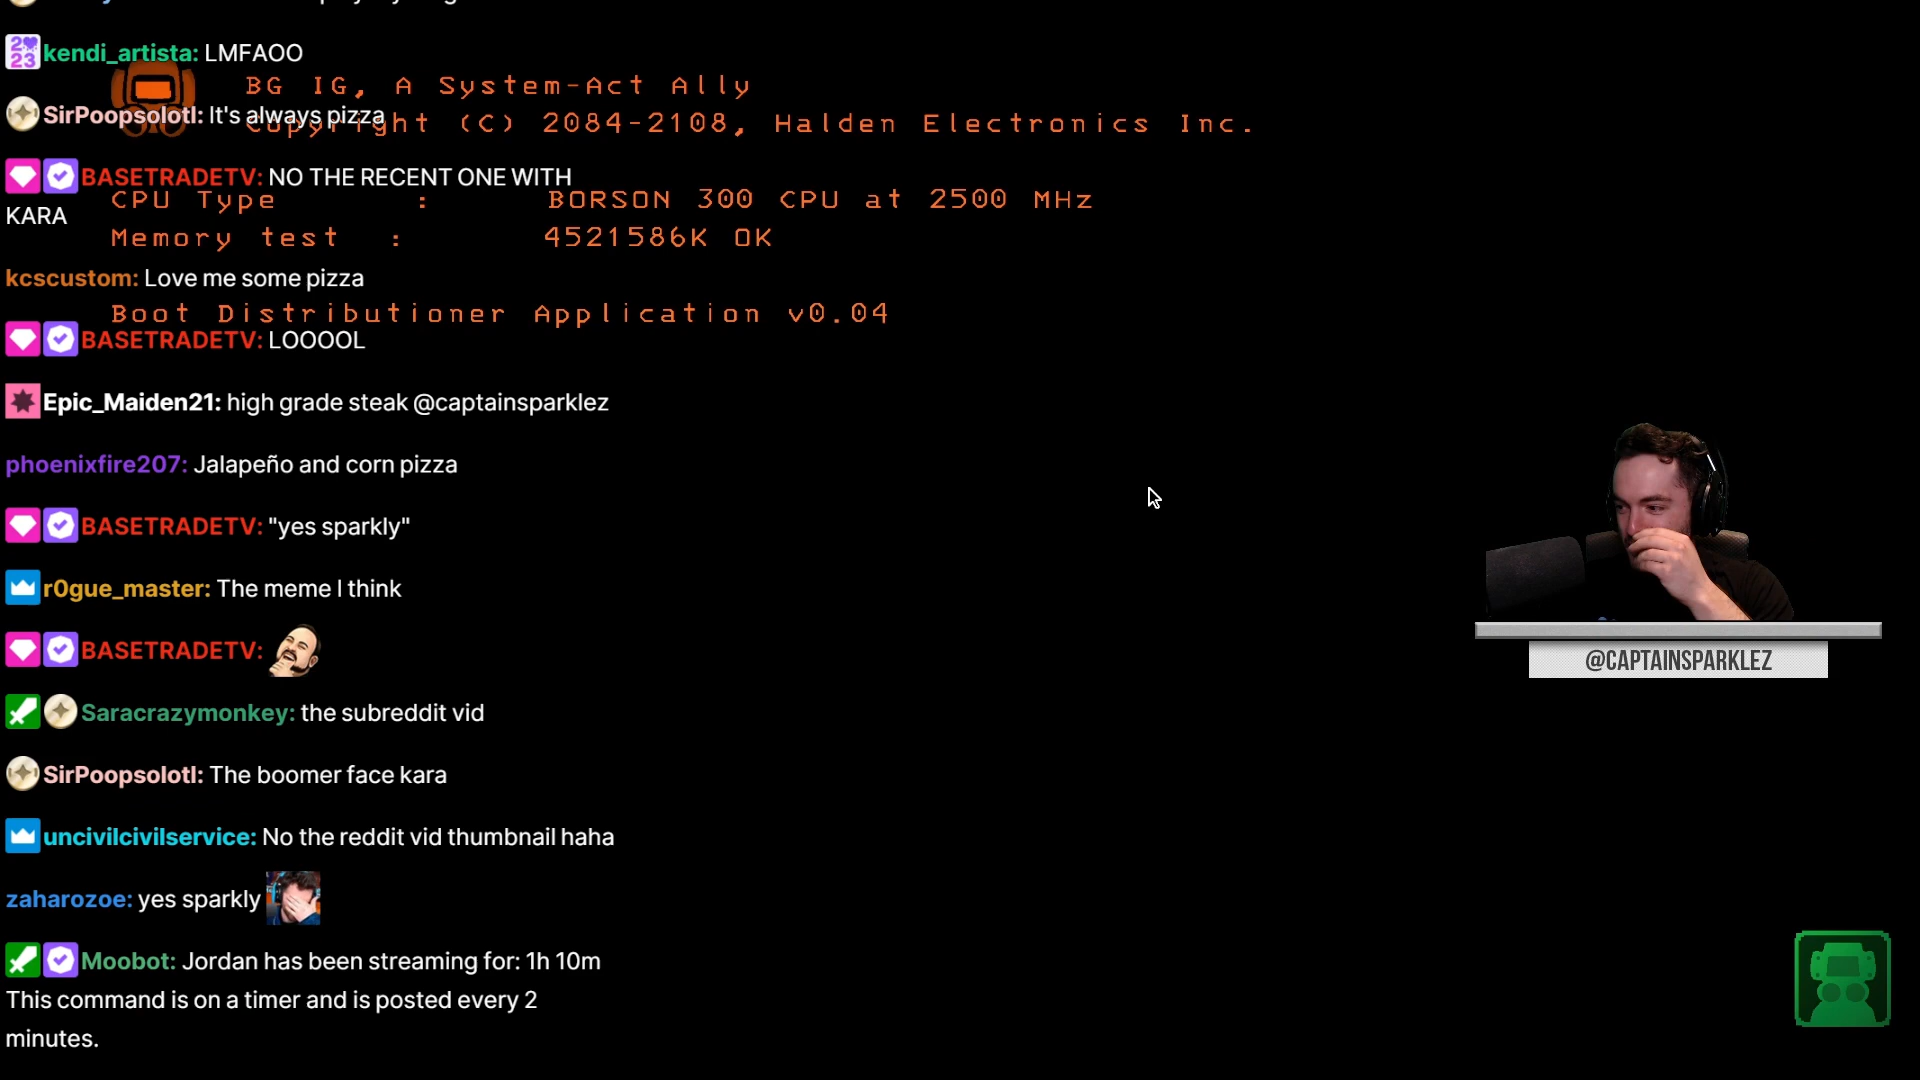 kendi_artista: LMFAOO
BG IG, A System-Act Ally
SirPoopsolotl: It's always pizza
Copyright (C) 2084-2108, Halden Electronics Inc.
BASETRADETV: NO THE RECENT ONE WITH
KARA
CPU Type : BORSON 300 CPU at 2500 MHz
Memory test : 4521586K OK
kcscustom: Love me some pizza
Boot Distributioner Application v0.04
BASETRADETV: LOOOOL
Epic_Maiden21: high grade steak @captainsparklez
phoenixfire207: Jalapeño and corn pizza
BASETRADETV: "yes sparkly"
r0gue_master: The meme I think
BASETRADETV:
Saracrazymonkey: the subreddit vid
SirPoopsolotl: The boomer face kara
uncivilcivilservice: No the reddit vid thumbnail haha
zaharozoe: yes sparkly
Moobot: Jordan has been streaming for: 1h 10m
This command is on a timer and is posted every 2
minutes.
@CAPTAINSPARKLEZ